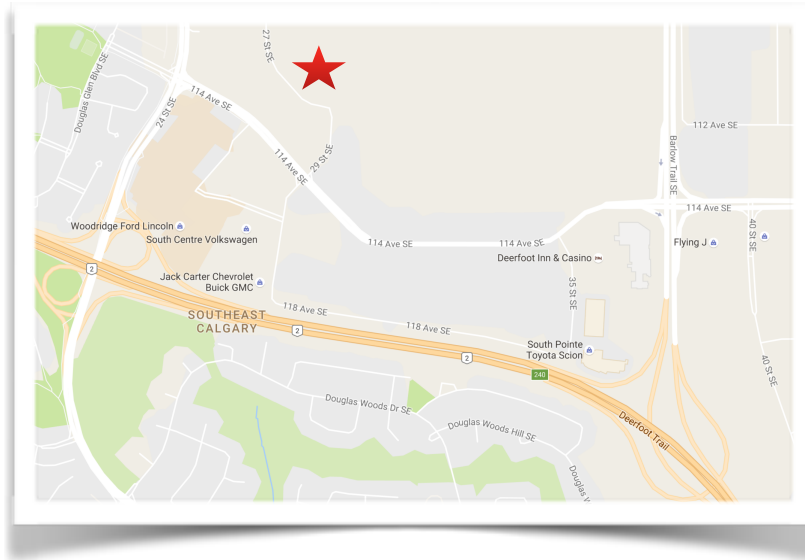 27 St SE
Douglas Glen Blvd SE
24 St SE
114 Ave SE
29 St SE
114 Ave SE
112 Ave SE
Barlow Trail SE
114 Ave SE
40 St SE
Woodridge Ford Lincoln
South Centre Volkswagen
114 Ave SE
114 Ave SE
Flying J
Deerfoot Inn & Casino
2
Jack Carter Chevrolet
Buick GMC
35 St SE
118 Ave SE
SOUTHEAST
CALGARY
2
118 Ave SE
South Pointe
Toyota Scion
2
40 St SE
240
Douglas Woods Dr SE
Deerfoot Trail
Douglas Woods Hill SE
Douglas W